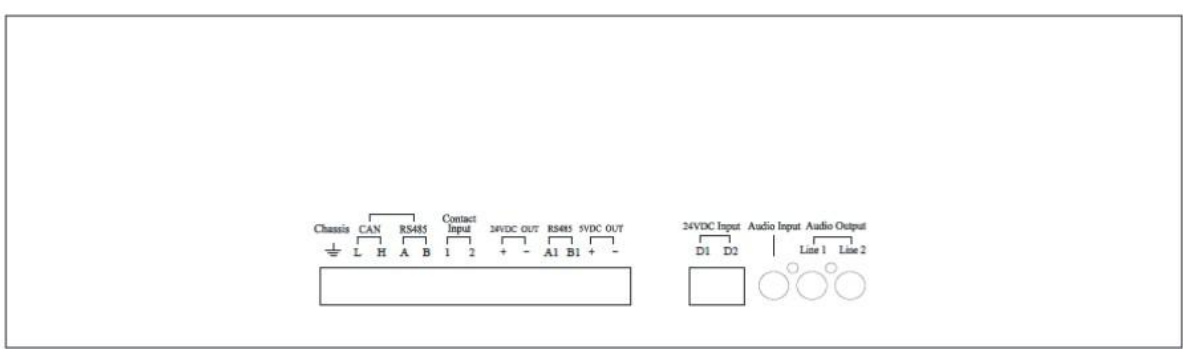 Contact
Chassis CAN RS485 Input 24VDC OUT RS485 5VDC OUT
L H A B 1 2 + - A1 B1 + -
24VDC Input Audio Input Audio Output
D1 D2 Line 1 Line 2